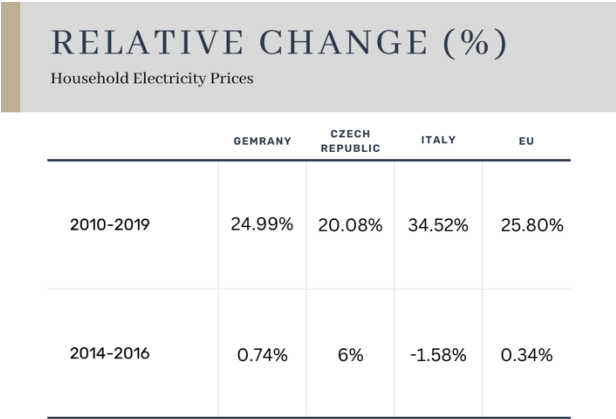 RELATIVE CHANGE (%)
Household Electricity Prices
GEMRANY CZECH REPUBLIC ITALY EU
2010-2019 24.99% 20.08% 34.52% 25.80%
2014-2016 0.74% 6% -1.58% 0.34%